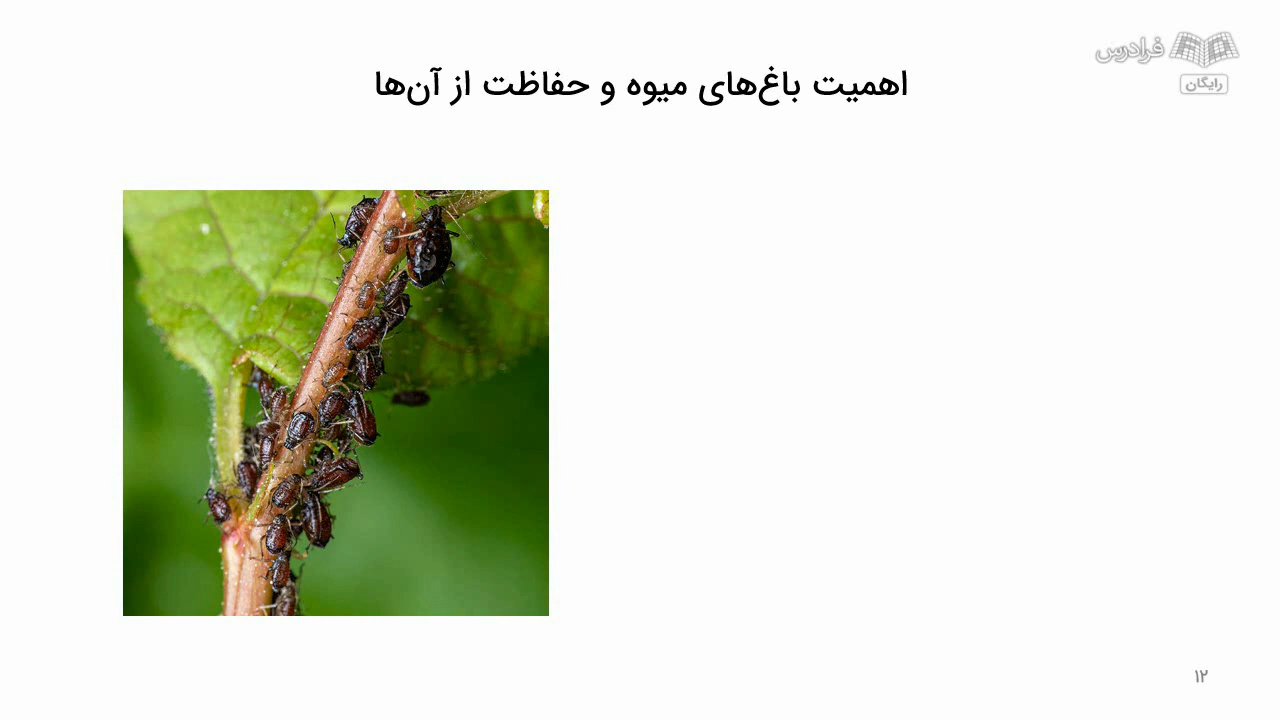 فرادرس
رایگان
اهمیت باغ‌های میوه و حفاظت از آن‌ها
۱۲